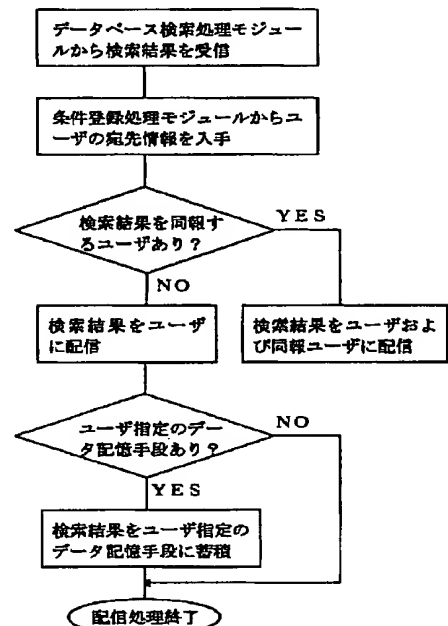 データベース検索処理モジュー
ルから検索結果を受信
条件登録処理モジュールからユ
ーザの宛先情報を入手
検索結果を同報す
るユーザあり？
YES
NO
検索結果をユーザ
に配信
検索結果をユーザおよ
び同報ユーザに配信
ユーザ指定のデー
タ記憶手段あり？
NO
YES
検索結果をユーザ指定の
データ記憶手段に蓄積
配信処理終了